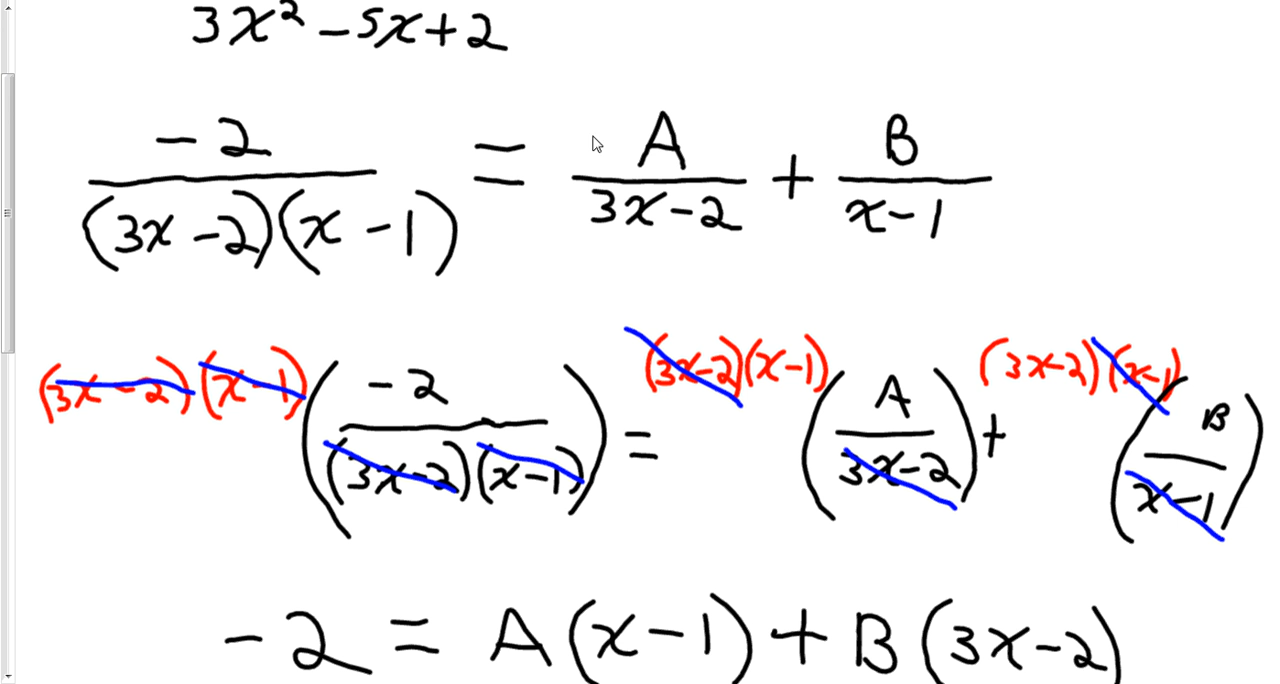 3x² - 5x + 2
-2 / (3x - 2)(x - 1) = A / 3x - 2 + B / x - 1
(3x - 2)(x - 1) (-2 / (3x - 2)(x - 1)) = (3x - 2)(x - 1) (A / 3x - 2) + (3x - 2)(x - 1) (B / x - 1)
-2 = A(x - 1) + B(3x - 2)